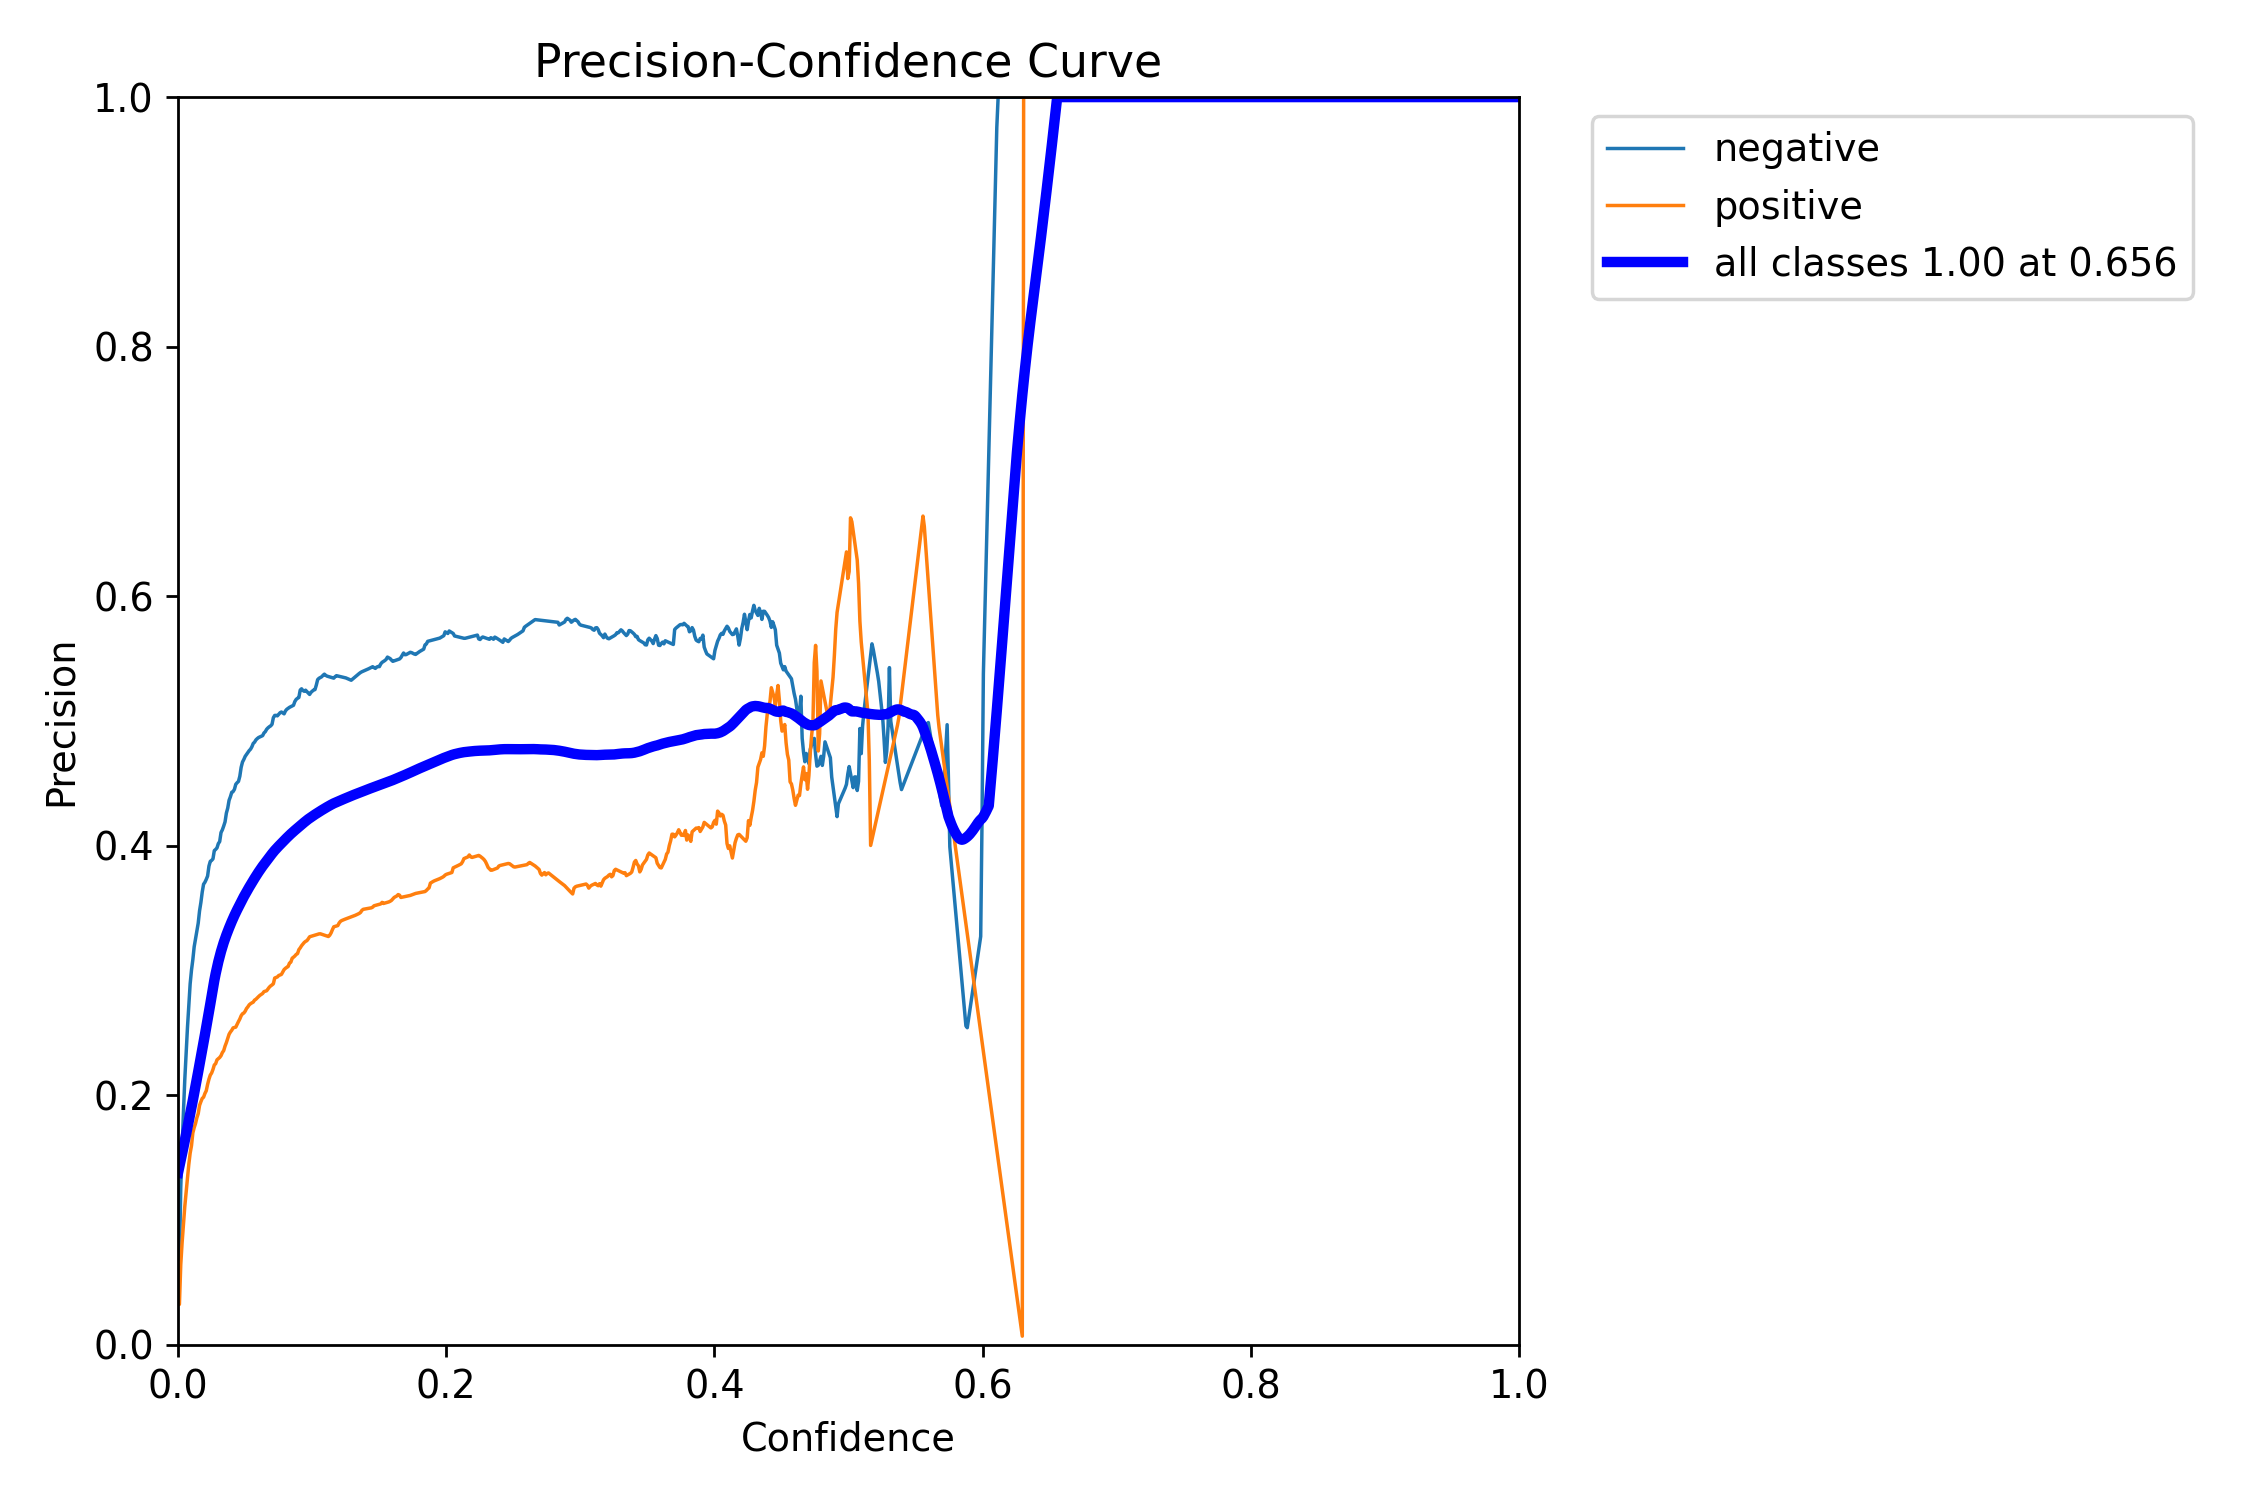 Precision-Confidence Curve
1.0
0.8
0.6
0.4
0.2
0.0
Precision
0.0 0.2 0.4 0.6 0.8 1.0
Confidence
negative
positive
all classes 1.00 at 0.656